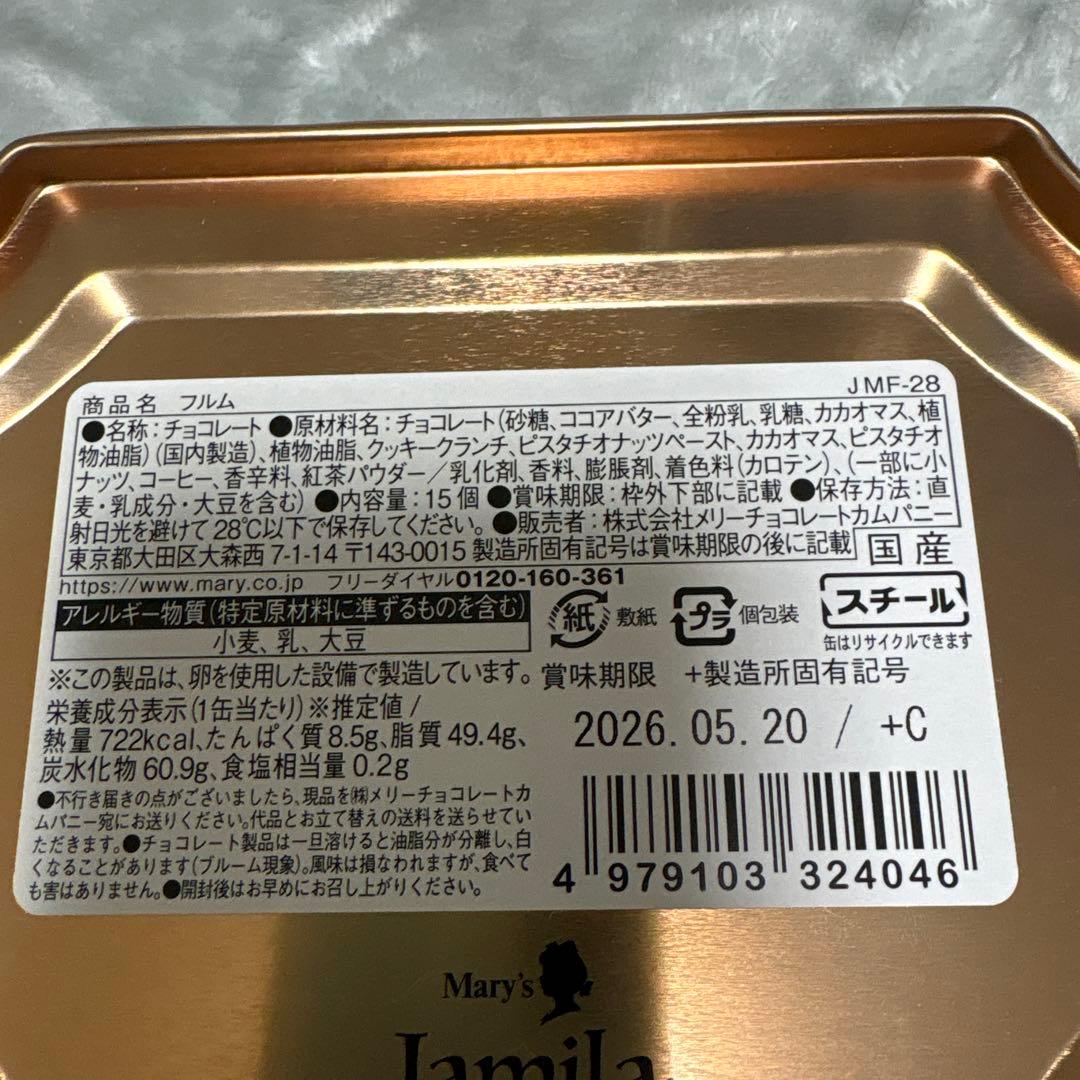 商品名 フルム JMF-28
●名称:チョコレート ●原材料名:チョコレート(砂糖、ココアバター、全粉乳、乳糖、カカオマス、植
物油脂)(国内製造)、植物油脂、クッキークランチ、ピスタチオナッツペースト、カカオマス、ピスタチオ
ナッツ、コーヒー、香辛料、紅茶パウダー/乳化剤、香料、膨脹剤、着色料(カロテン)、(一部に小
麦・乳成分・大豆を含む) ●内容量:15個 ●賞味期限:枠外下部に記載 ●保存方法:直
射日光を避けて28℃以下で保存してください。●販売者:株式会社メリーチョコレートカムパニー
東京都大田区大森西7-1-14 〒143-0015 製造所固有記号は賞味期限の後に記載 国産
https://www.mary.co.jp フリーダイヤル0120-160-361
アレルギー物質(特定原材料に準ずるものを含む)
小麦、乳、大豆
紙 敷紙 プラ 個包装 スチール
缶はリサイクルできます
※この製品は、卵を使用した設備で製造しています。
賞味期限 +製造所固有記号
2026.05.20 / +C
栄養成分表示(1缶当たり)※推定値/
熱量722kcal、たんぱく質8.5g、脂質49.4g、
炭水化物60.9g、食塩相当量0.2g
●不行き届きの点がございましたら、現品を㈱メリーチョコレートカ
ムパニー宛にお送りください。代品とお立て替えの送料を送らせてい
ただきます。●チョコレート製品は一旦溶けると油脂分が分離し、白
くなることがあります(ブルーム現象)。風味は損なわれますが、食べて
も害はありません。●開封後はお早めにお召し上がりください。
4 979103 324046
Mary's
Jamila